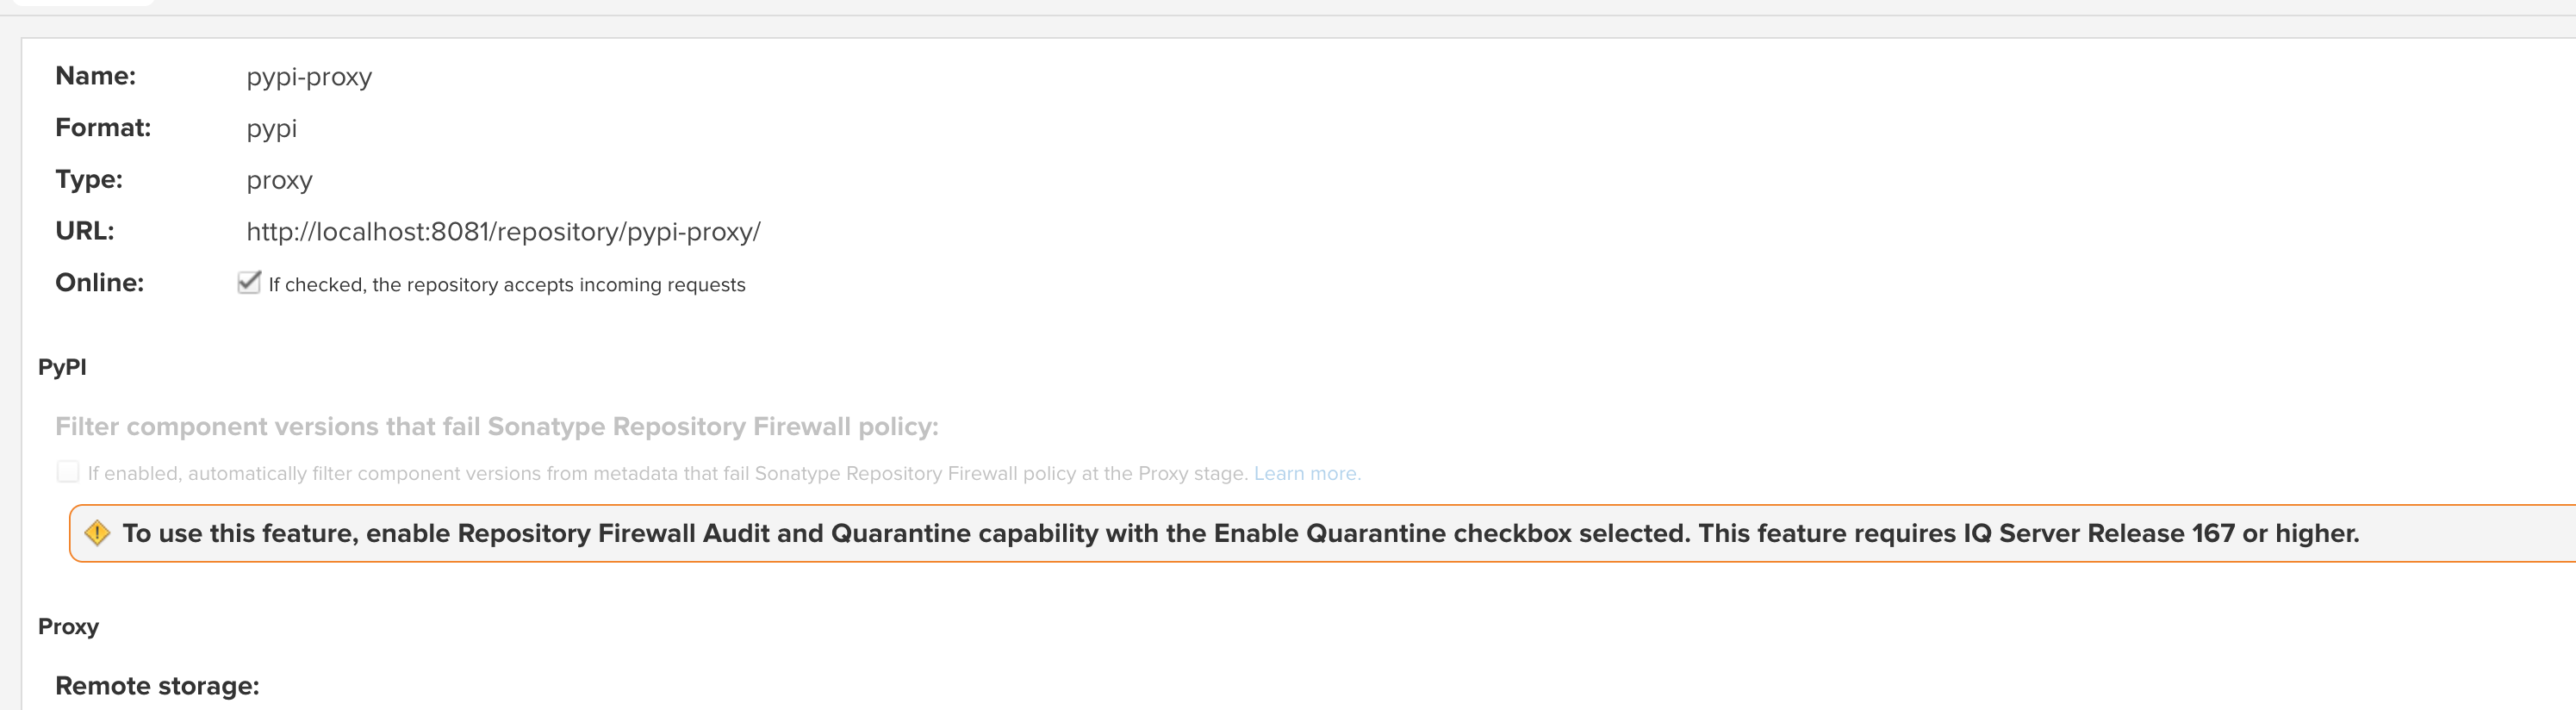 Name: pypi-proxy
Format: pypi
Type: proxy
URL: http://localhost:8081/repository/pypi-proxy/
Online: If checked, the repository accepts incoming requests
PyPI
Filter component versions that fail Sonatype Repository Firewall policy:
If enabled, automatically filter component versions from metadata that fail Sonatype Repository Firewall policy at the Proxy stage. Learn more.
To use this feature, enable Repository Firewall Audit and Quarantine capability with the Enable Quarantine checkbox selected. This feature requires IQ Server Release 167 or higher.
Proxy
Remote storage: